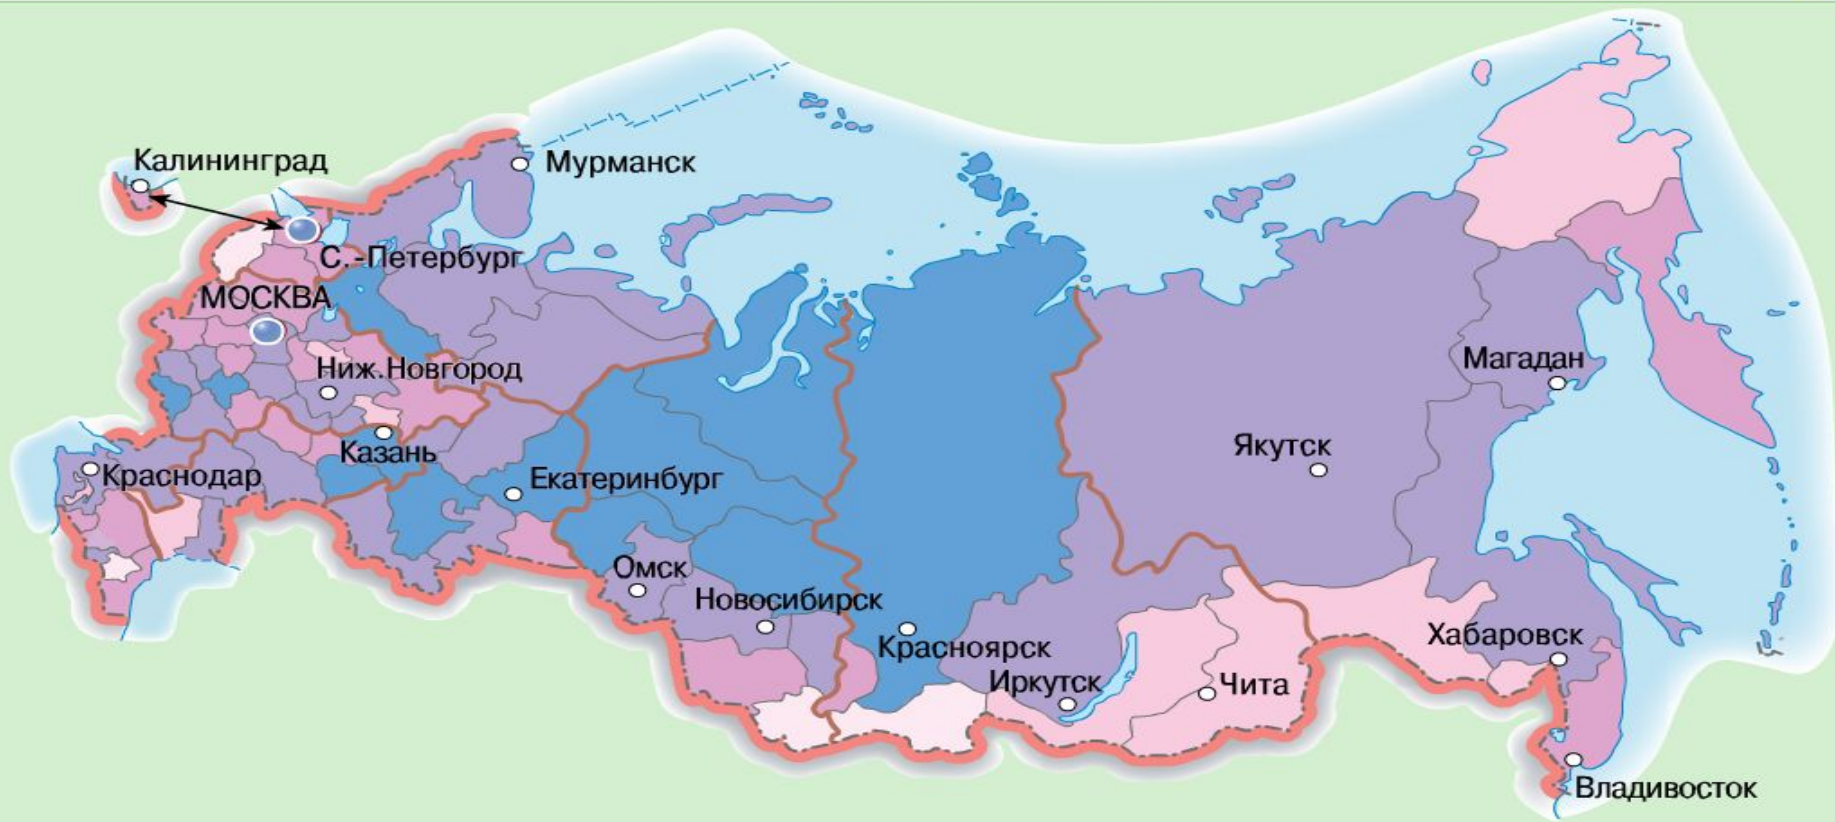 Калининград
Мурманск
С.-Петербург
МОСКВА
Магадан
Ниж.Новгород
Якутск
Казань
Краснодар
Екатеринбург
Омск
Новосибирск
Хабаровск
Красноярск
Иркутск
Чита
Владивосток